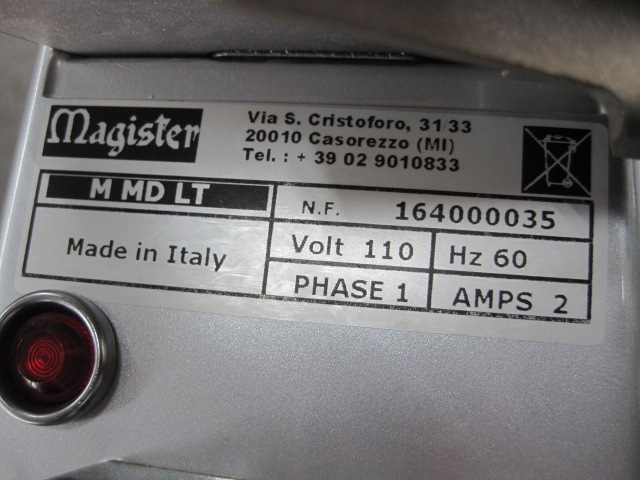 Magister
Via S. Cristoforo, 31/33
20010 Casorezzo (MI)
Tel. : + 39 02 9010833
M MD LT
N.F. 164000035
Made in Italy
Volt 110
Hz 60
PHASE 1
AMPS 2